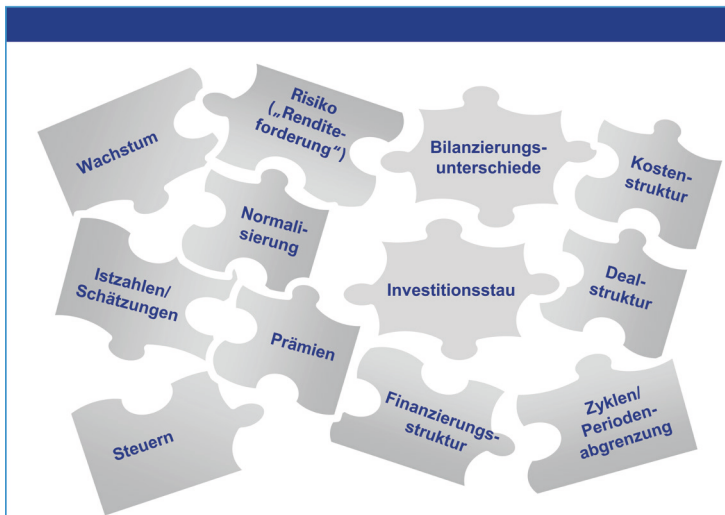 Wachstum
Risiko
(„Rendite-
forderung“)
Bilanzierungs-
unterschiede
Kosten-
struktur
Normali-
sierung
Istzahlen/
Schätzungen
Investitionsstau
Deal-
struktur
Prämien
Steuern
Finanzierungs-
struktur
Zyklen/
Perioden-
abgrenzung